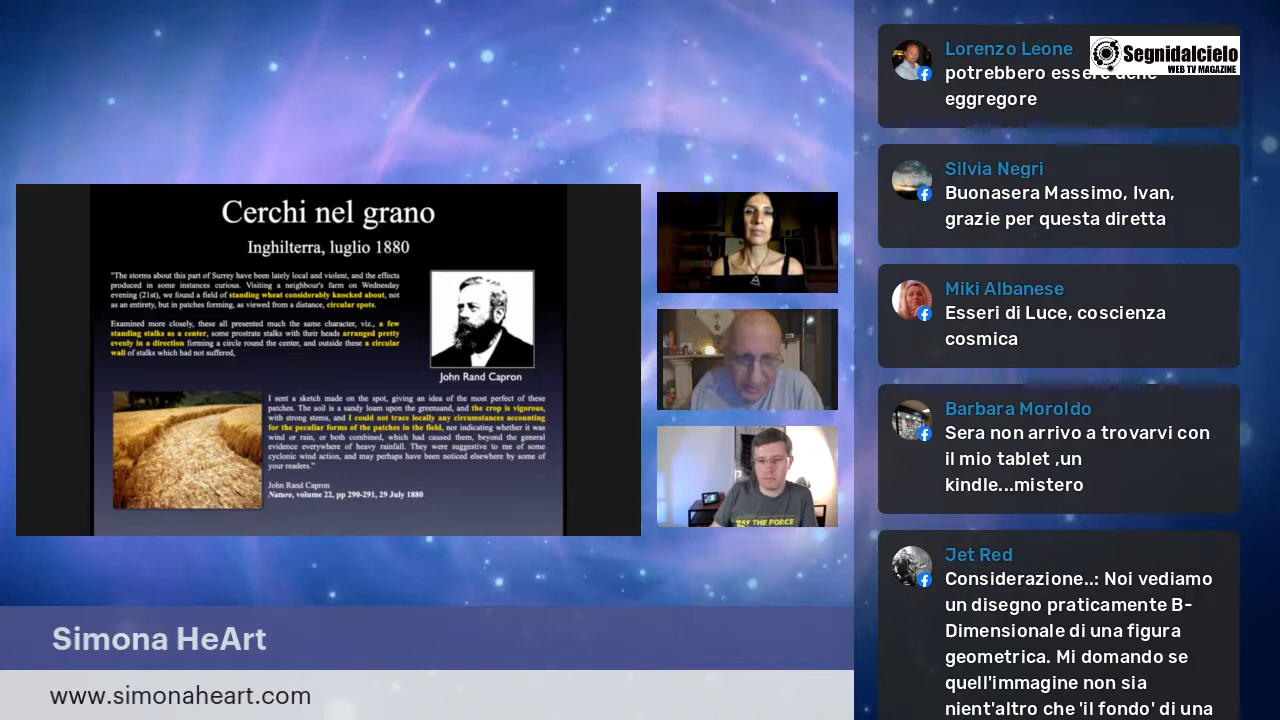 Cerchi nel grano
Inghilterra, luglio 1880
"The storms about this part of Surrey have been lately local and violent, and the effects
produced in some instances curious. Visiting a neighbour's farm on Wednesday
evening (21st), we found a field of standing wheat considerably knocked about, not
as an entirety, but in patches forming, as viewed from a distance, circular spots.
Examined more closely, these all presented much the same character, viz., a few
standing stalks as a center, some prostrate stalks with their heads arranged pretty
evenly in a direction forming a circle round the center, and outside these a circular
wall of stalks which had not suffered,
John Rand Capron
I sent a sketch made on the spot, giving an idea of the most perfect of these
patches. The soil is a sandy loam upon the greensand, and the crop is vigorous,
with strong stems, and I could not trace locally any circumstances accounting
for the peculiar forms of the patches in the field, nor indicating whether it was
wind or rain, or both combined, which had caused them, beyond the general
evidence everywhere of heavy rainfall. They were suggestive to me of some
cyclonic wind action, and may perhaps have been noticed elsewhere by some of
your readers."
John Rand Capron
Nature, volume 22, pp 290-291, 29 July 1880
MAY THE FORCE
Simona HeArt
www.simonaheart.com
Segnidalcielo
WEB TV MAGAZINE
Lorenzo Leone
potrebbero essere delle
eggregore
Silvia Negri
Buonasera Massimo, Ivan,
grazie per questa diretta
Miki Albanese
Esseri di Luce, coscienza
cosmica
Barbara Moroldo
Sera non arrivo a trovarvi con
il mio tablet ,un
kindle...mistero
Jet Red
Considerazione..: Noi vediamo
un disegno praticamente B-
Dimensionale di una figura
geometrica. Mi domando se
quell'immagine non sia
nient'altro che 'il fondo' di una